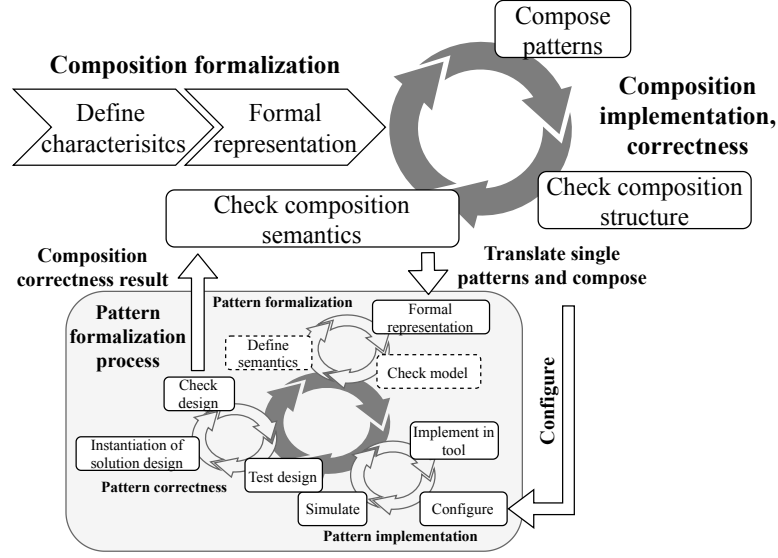 Compose
patterns
Composition formalization
Define
characterisitcs
Formal
representation
Composition
implementation,
correctness
Check composition
structure
Check composition
semantics
Composition
correctness result
Translate single
patterns and compose
Pattern
formalization
process
Pattern formalization
Formal
representation
Define
semantics
Check model
Check
design
Configure
Implement in
tool
Instantiation of
solution design
Test design
Pattern correctness
Simulate
Configure
Pattern implementation